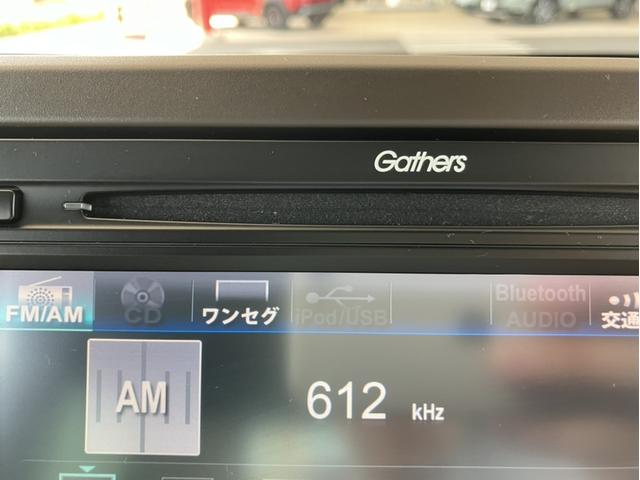 Gathers
FM/AM CD ワンセグ iPod/USB Bluetooth AUDIO 交通
AM 612 kHz